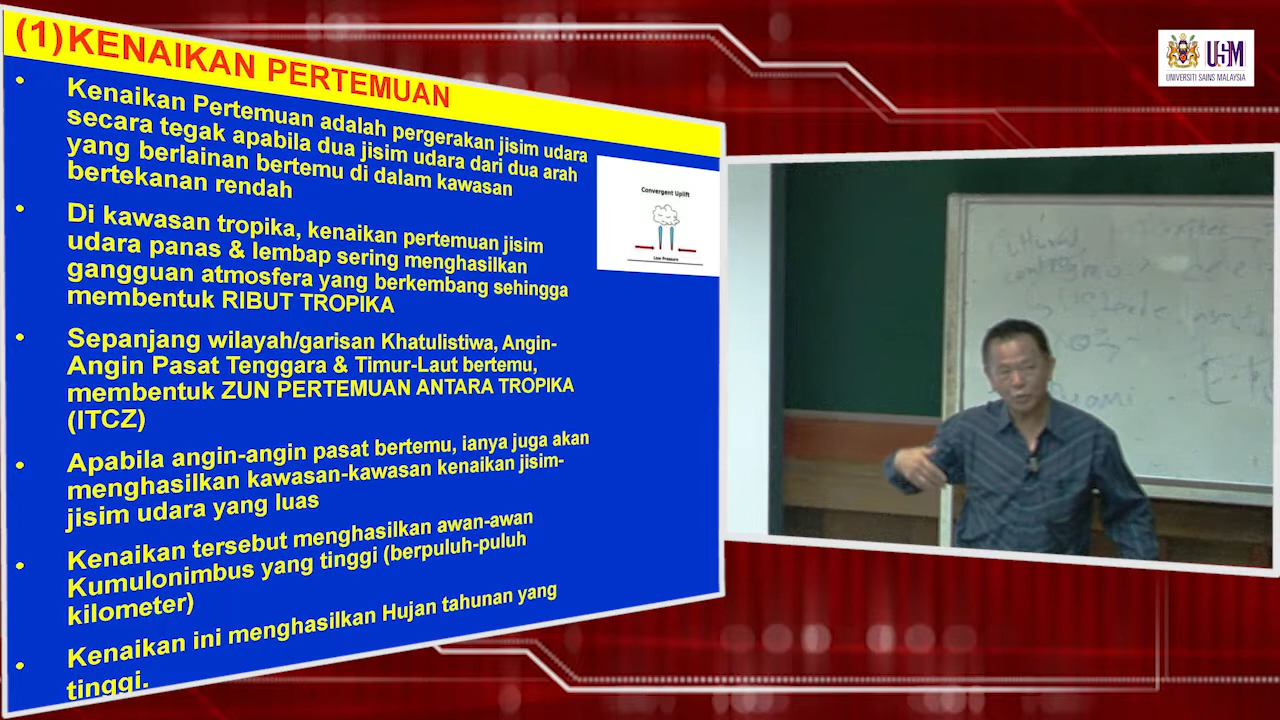 (1)KENAIKAN PERTEMUAN
• Kenaikan Pertemuan adalah pergerakan jisim udara
secara tegak apabila dua jisim udara dari dua arah
yang berlainan bertemu di dalam kawasan
bertekanan rendah
• Di kawasan tropika, kenaikan pertemuan jisim
udara panas & lembap sering menghasilkan
gangguan atmosfera yang berkembang sehingga
membentuk RIBUT TROPIKA
• Sepanjang wilayah/garisan Khatulistiwa, Angin-
Angin Pasat Tenggara & Timur-Laut bertemu,
membentuk ZUN PERTEMUAN ANTARA TROPIKA
(ITCZ)
• Apabila angin-angin pasat bertemu, ianya juga akan
menghasilkan kawasan-kawasan kenaikan jisim-
jisim udara yang luas
• Kenaikan tersebut menghasilkan awan-awan
Kumulonimbus yang tinggi (berpuluh-puluh
kilometer)
• Kenaikan ini menghasilkan Hujan tahunan yang
tinggi.
Convergent Uplift
Low Pressure
USM
UNIVERSITI SAINS MALAYSIA